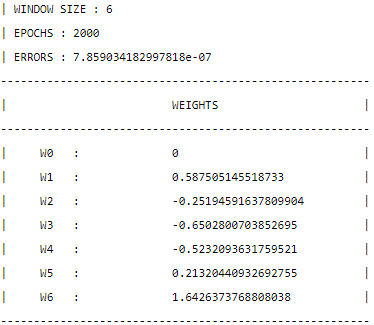 | WINDOW SIZE : 6
| EPOCHS : 2000
| ERRORS : 7.859034182997818e-07
--------------------------------------------------------
| WEIGHTS |
--------------------------------------------------------
| W0 : 0
| W1 : 0.587505145518733
| W2 : -0.25194591637809904
| W3 : -0.6502800703852695
| W4 : -0.5232093631759521
| W5 : 0.21320440932692755
| W6 : 1.6426373768808038 |
--------------------------------------------------------